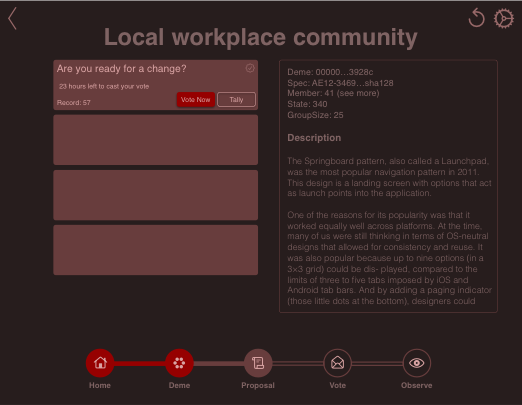 Local workplace community
Are you ready for a change?
23 hours left to cast your vote
Record: 57
Vote Now
Tally
Deme: 00000...3928c
Spec: AE12-3469...sha128
Member: 41 (see more)
State: 340
GroupSize: 25
Description
The Springboard pattern, also called a Launchpad,
was the most popular navigation pattern in 2011.
This design is a landing screen with options that act
as launch points into the application.
One of the reasons for its popularity was that it
worked equally well across platforms. At the time,
many of us were still thinking in terms of OS-neutral
designs that allowed for consistency and reuse. It
was also popular because up to nine options (in a
3×3 grid) could be dis- played, compared to the
limits of three to five tabs imposed by iOS and
Android tab bars. And by adding a paging indicator
(those little dots at the bottom), designers could
Home
Deme
Proposal
Vote
Observe